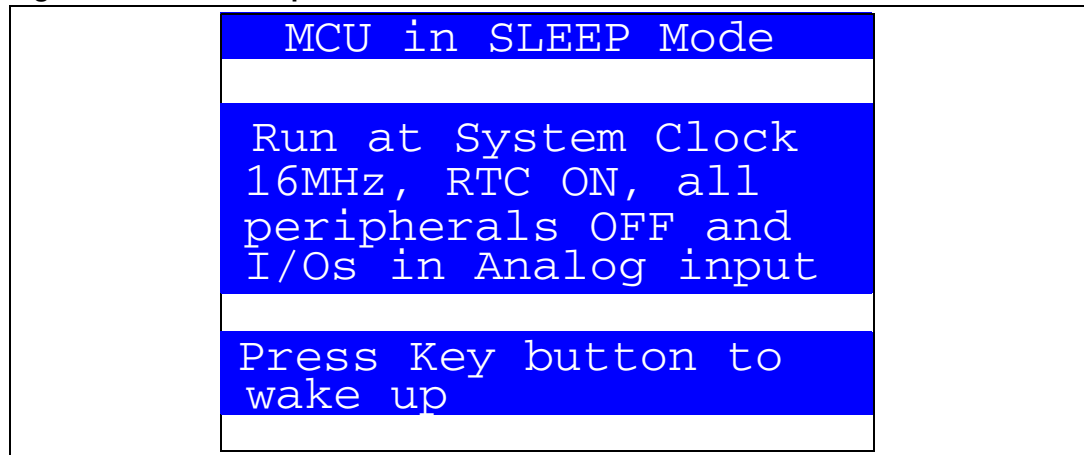 MCU in SLEEP Mode
Run at System Clock
16MHz, RTC ON, all
peripherals OFF and
I/Os in Analog input
Press Key button to
wake up